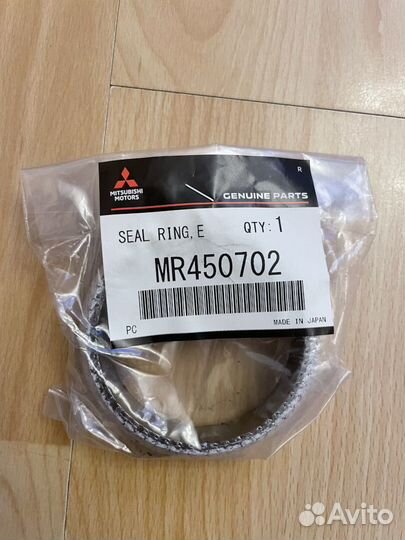 R
MITSUBISHI
MOTORS
GENUINE PARTS
SEAL RING,E QTY:1
MR450702
PC MADE IN JAPAN
Avito